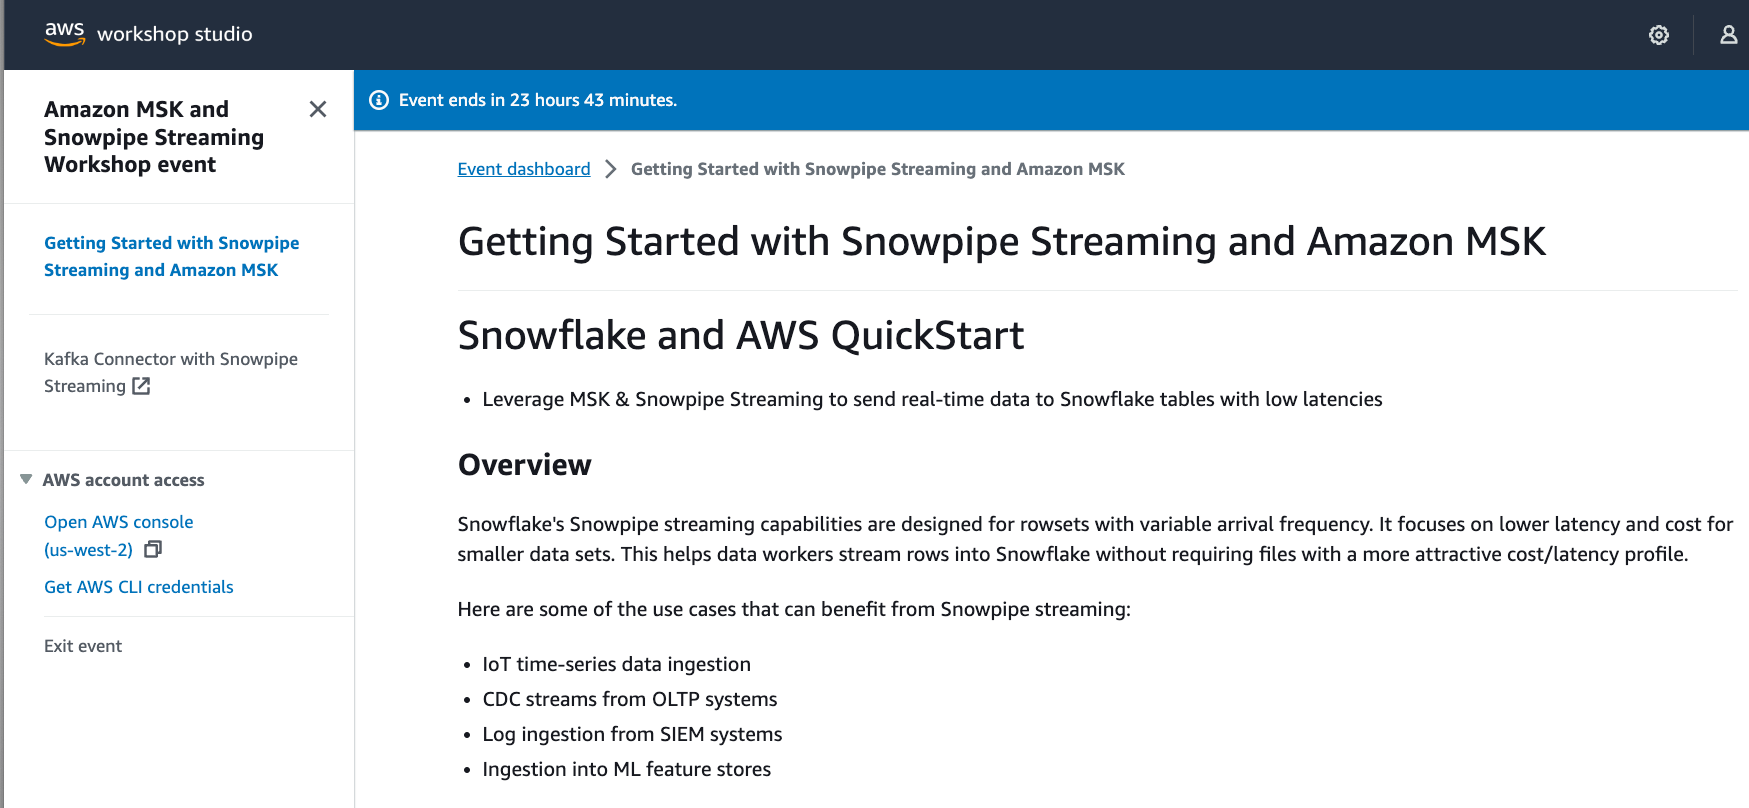 aws workshop studio
Amazon MSK and
Snowpipe Streaming
Workshop event
Getting Started with Snowpipe
Streaming and Amazon MSK
Kafka Connector with Snowpipe
Streaming
AWS account access
Open AWS console
(us-west-2)
Get AWS CLI credentials
Exit event
Event ends in 23 hours 43 minutes.
Event dashboard > Getting Started with Snowpipe Streaming and Amazon MSK
Getting Started with Snowpipe Streaming and Amazon MSK
Snowflake and AWS QuickStart
• Leverage MSK & Snowpipe Streaming to send real-time data to Snowflake tables with low latencies
Overview
Snowflake's Snowpipe streaming capabilities are designed for rowsets with variable arrival frequency. It focuses on lower latency and cost for
smaller data sets. This helps data workers stream rows into Snowflake without requiring files with a more attractive cost/latency profile.
Here are some of the use cases that can benefit from Snowpipe streaming:
• IoT time-series data ingestion
• CDC streams from OLTP systems
• Log ingestion from SIEM systems
• Ingestion into ML feature stores